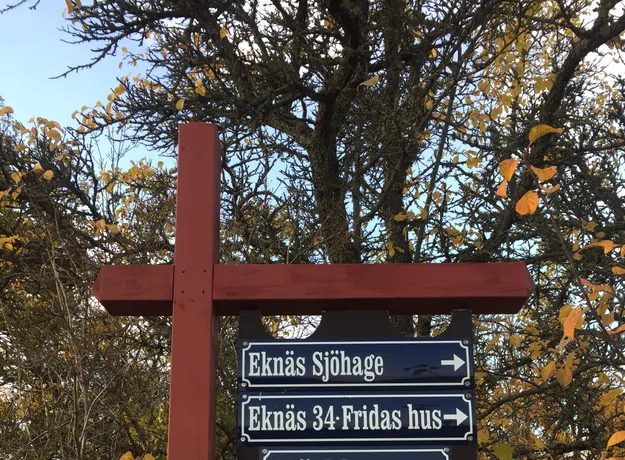 Eknäs Sjöhage →
Eknäs 34·Fridas hus →